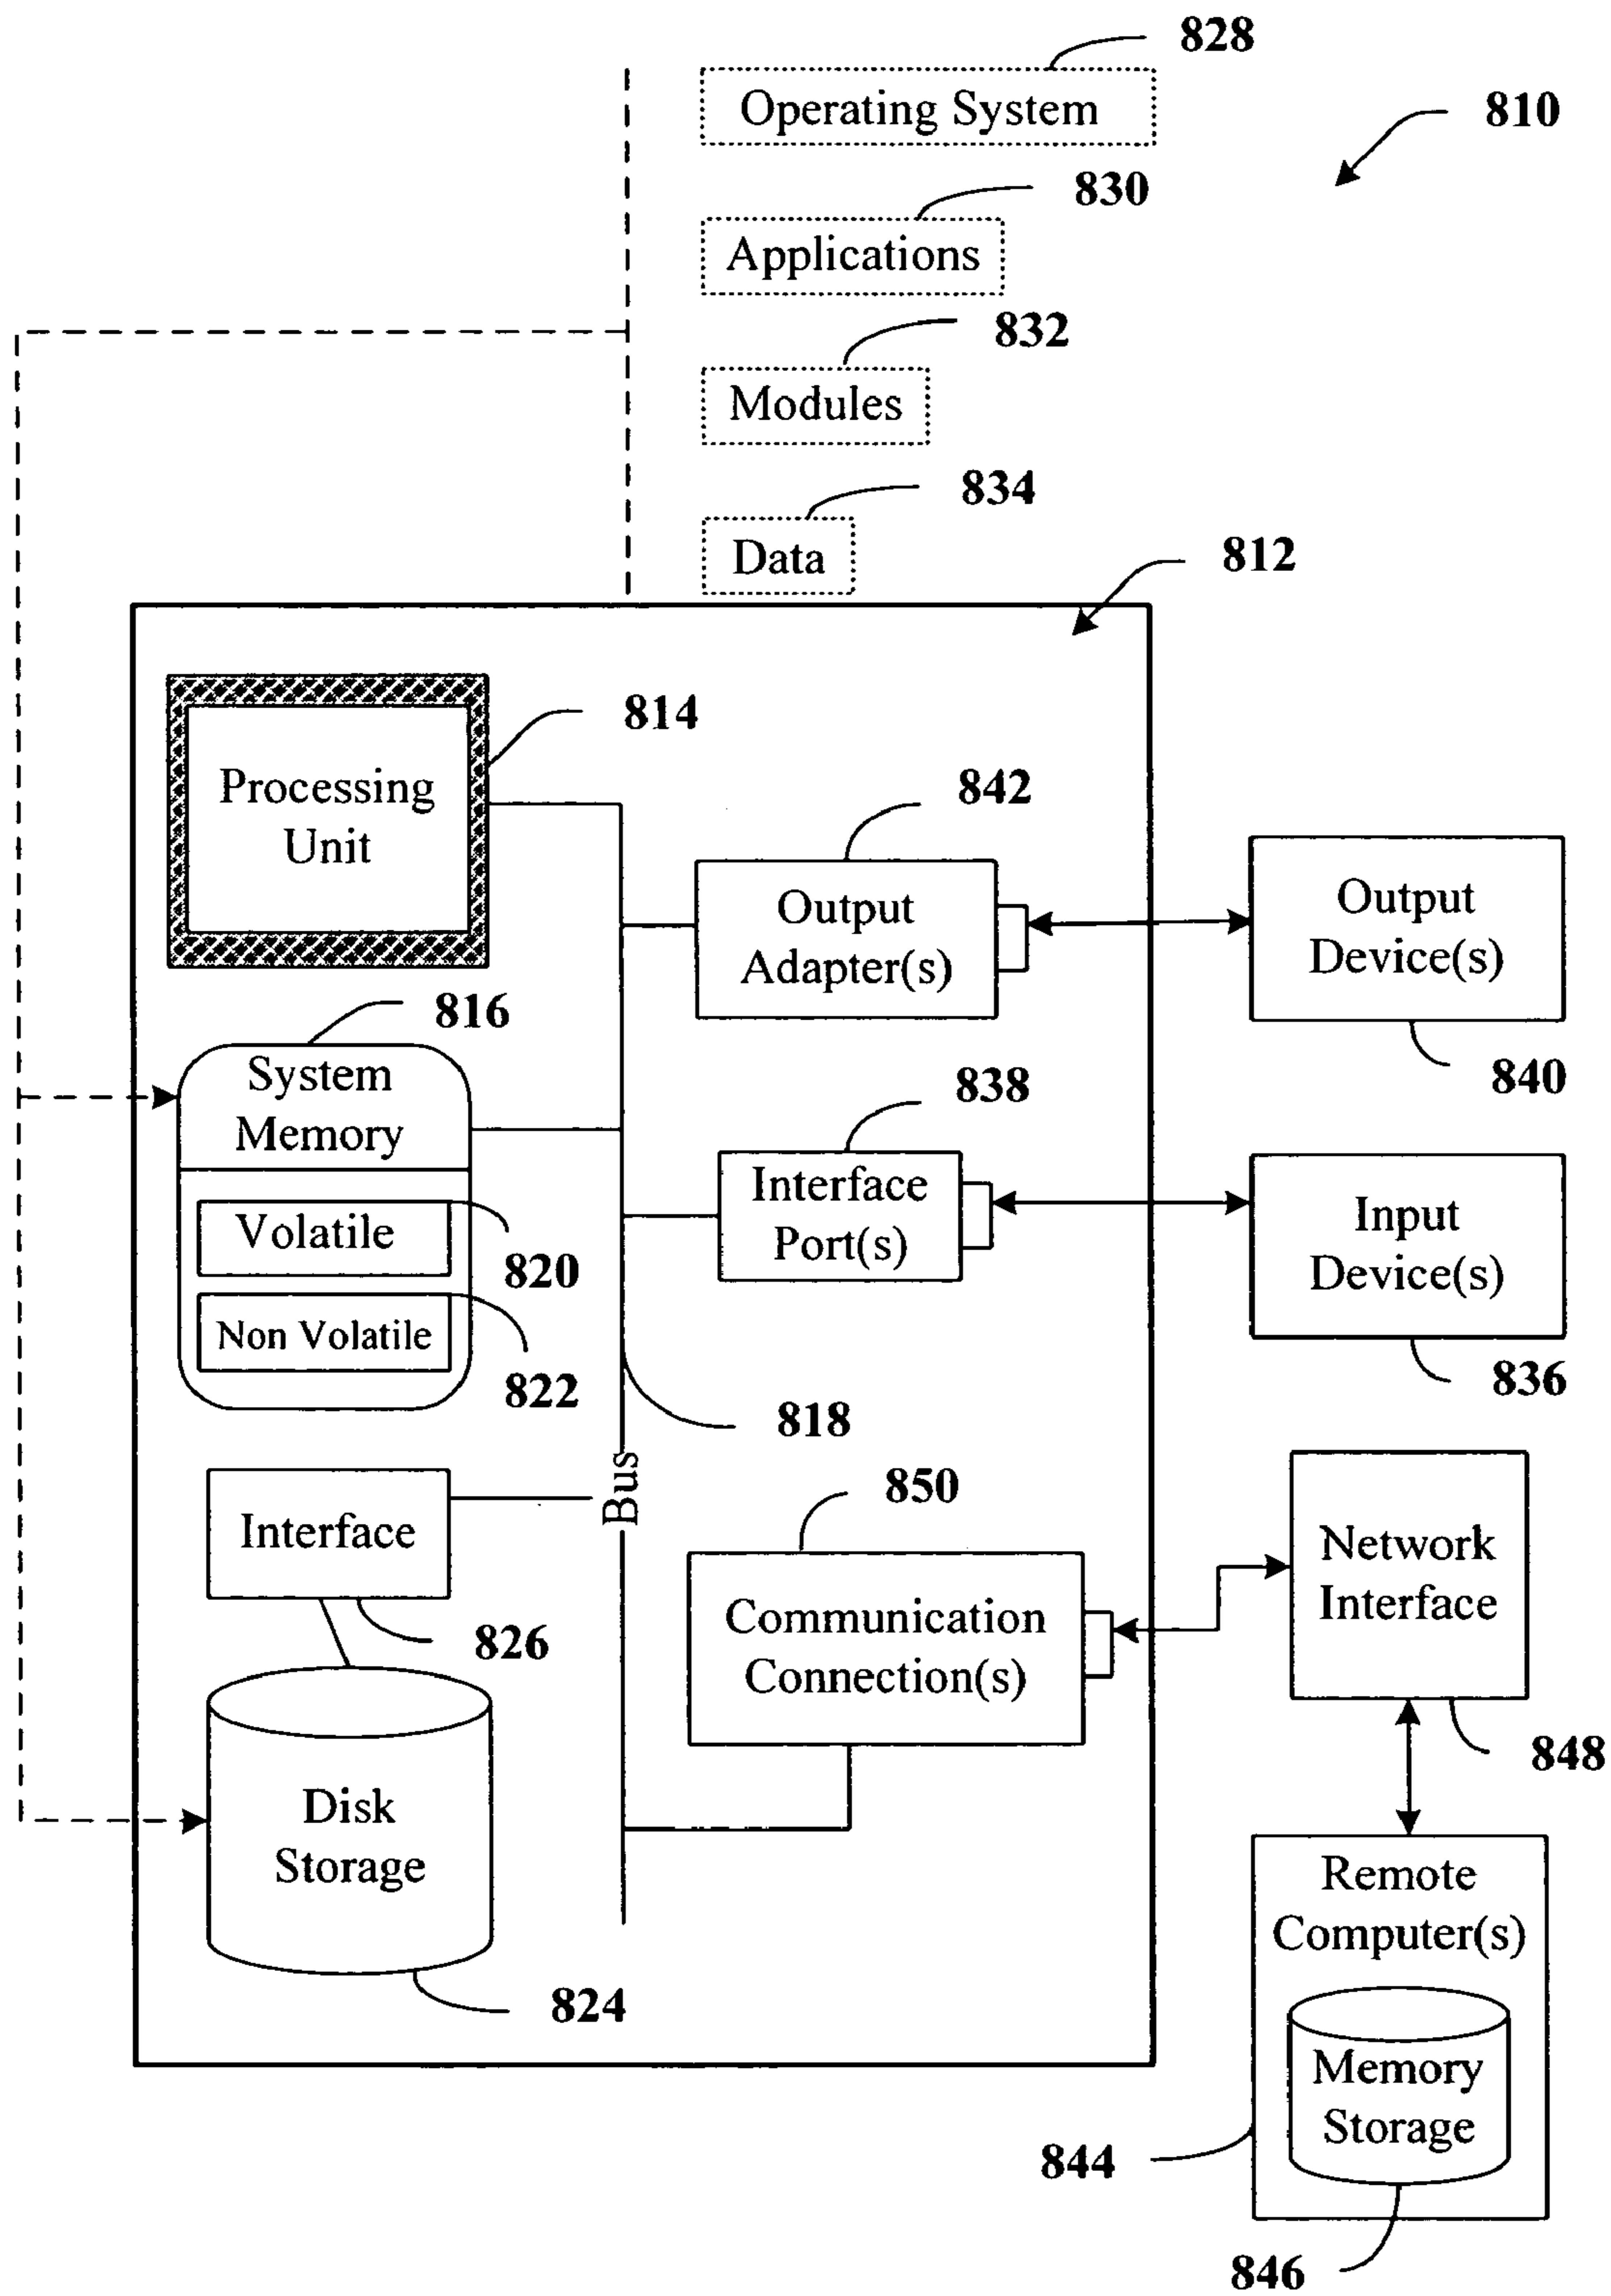 828
Operating System
810
830
Applications
832
Modules
834
Data
812
814
Processing
Unit
842
Output
Adapter(s)
Output
Device(s)
840
816
System
Memory
Volatile
820
Non Volatile
822
838
Interface
Port(s)
Input
Device(s)
836
818
Bus
Interface
826
850
Communication
Connection(s)
Network
Interface
848
Disk
Storage
824
Remote
Computer(s)
Memory
Storage
844
846